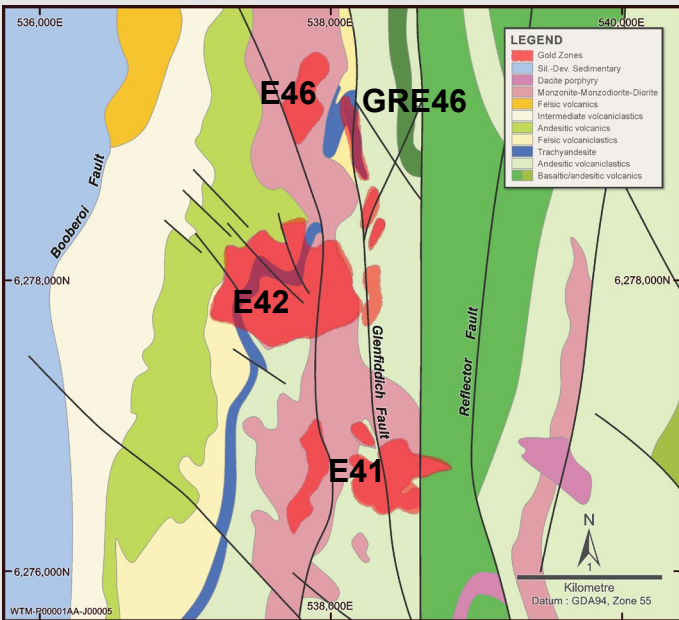 536,000E
538,000E
540,000E
LEGEND
Gold Zones
Sil.-Dev. Sedimentary
Dacite porphyry
Monzonite-Monzodiorite-Diorite
Felsic volcanics
Intermediate volcaniclastics
Andesitic volcanics
Felsic volcaniclastics
Trachyandesite
Andesitic volcaniclastics
Basaltic/andesitic volcanics
E46
GRE46
Booberoi Fault
6,278,000N
6,278,000N
E42
Glenfiddich Fault
Reflector Fault
E41
N
1
Kilometre
Datum : GDA94, Zone 55
6,276,000N
538,000E
WTM-P00001AA-J00005